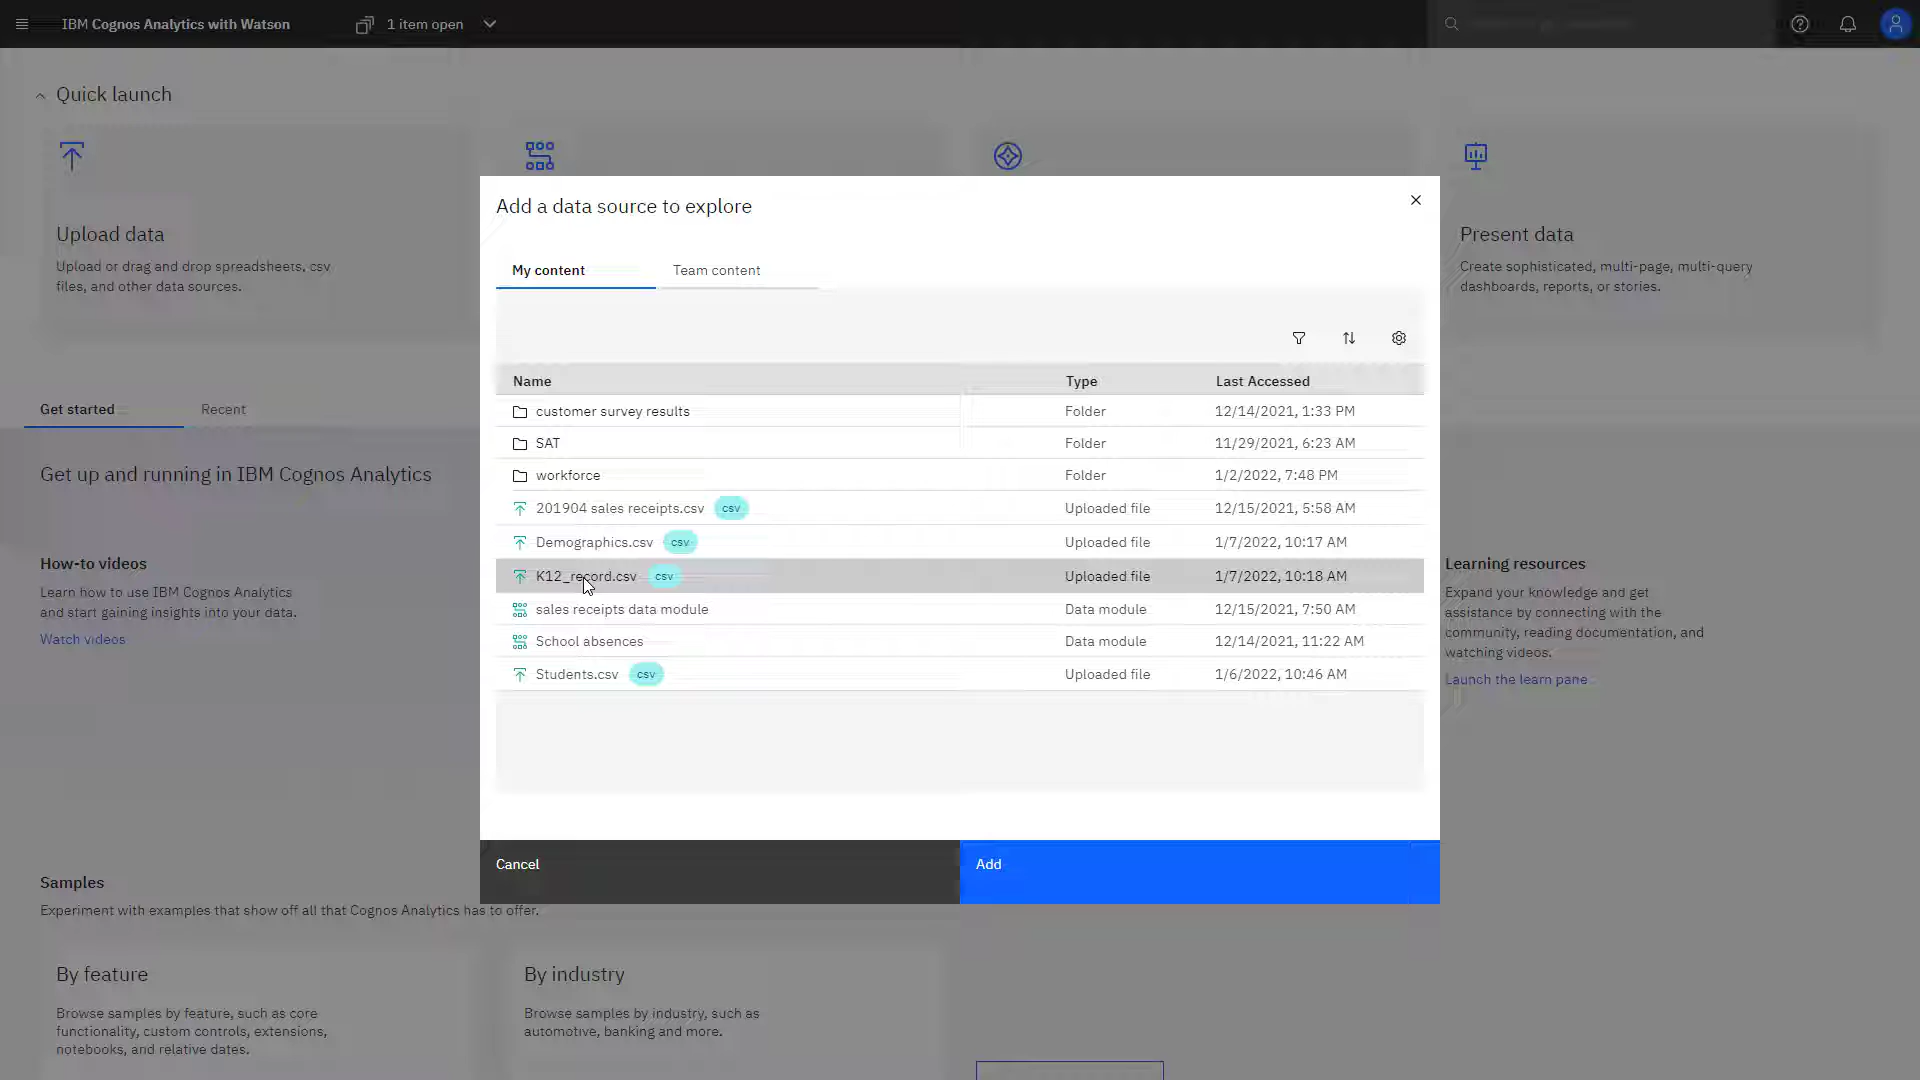 IBM Cognos Analytics with Watson
1 item open
Quick launch
Upload data
Upload or drag and drop spreadsheets, csv
files, and other data sources.
Present data
Create sophisticated, multi-page, multi-query
dashboards, reports, or stories.
Add a data source to explore
My content
Team content
Name Type Last Accessed
customer survey results Folder 12/14/2021, 1:33 PM
SAT Folder 11/29/2021, 6:23 AM
workforce Folder 1/2/2022, 7:48 PM
201904 sales receipts.csv csv Uploaded file 12/15/2021, 5:58 AM
Demographics.csv csv Uploaded file 1/7/2022, 10:17 AM
K12_record.csv csv Uploaded file 1/7/2022, 10:18 AM
sales receipts data module Data module 12/15/2021, 7:50 AM
School absences Data module 12/14/2021, 11:22 AM
Students.csv csv Uploaded file 1/6/2022, 10:46 AM
Cancel
Add
Get started
Recent
Get up and running in IBM Cognos Analytics
How-to videos
Learn how to use IBM Cognos Analytics
and start gaining insights into your data.
Watch videos
Learning resources
Expand your knowledge and get
assistance by connecting with the
community, reading documentation, and
watching videos.
Launch the learn pane
Samples
Experiment with examples that show off all that Cognos Analytics has to offer.
By feature
Browse samples by feature, such as core
functionality, custom controls, extensions,
notebooks, and relative dates.
By industry
Browse samples by industry, such as
automotive, banking and more.